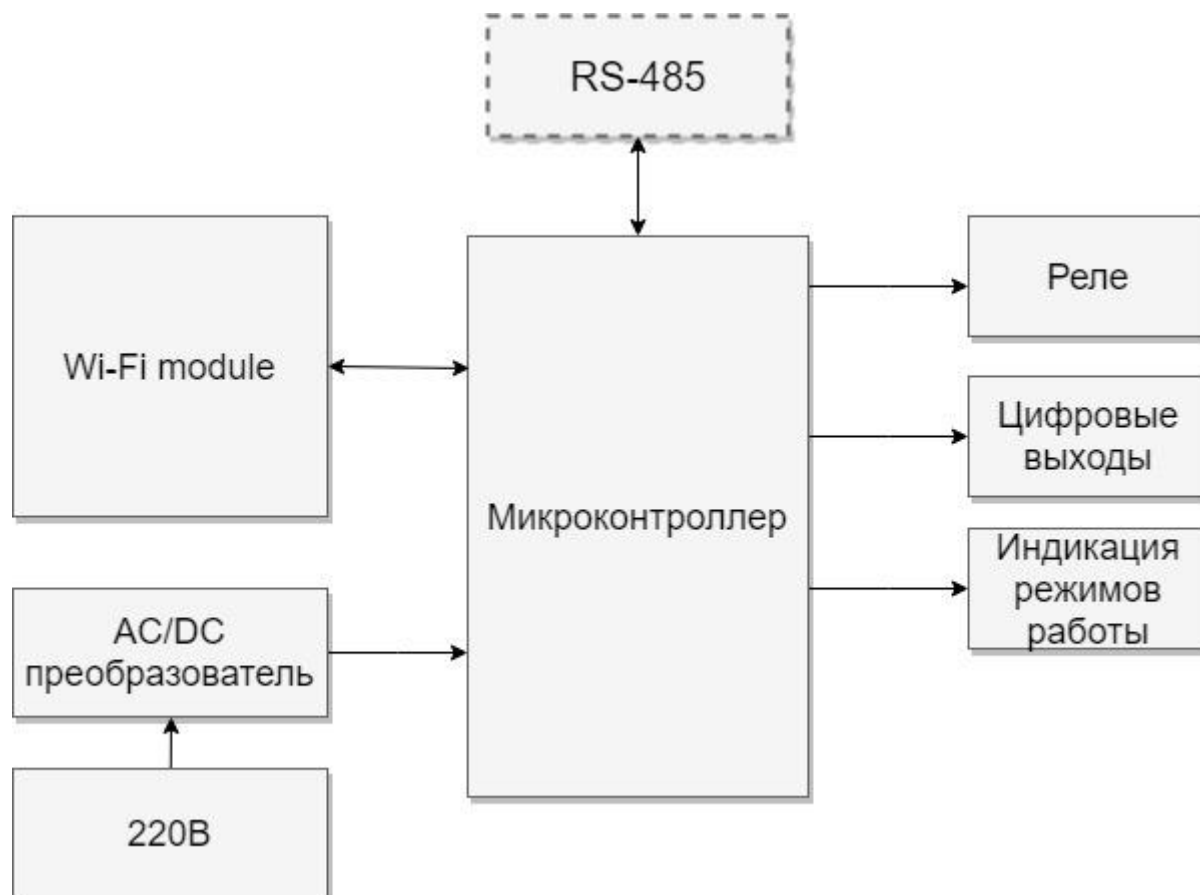 RS-485
Wi-Fi module
Микроконтроллер
Реле
Цифровые
выходы
Индикация
режимов
работы
AC/DC
преобразователь
220В